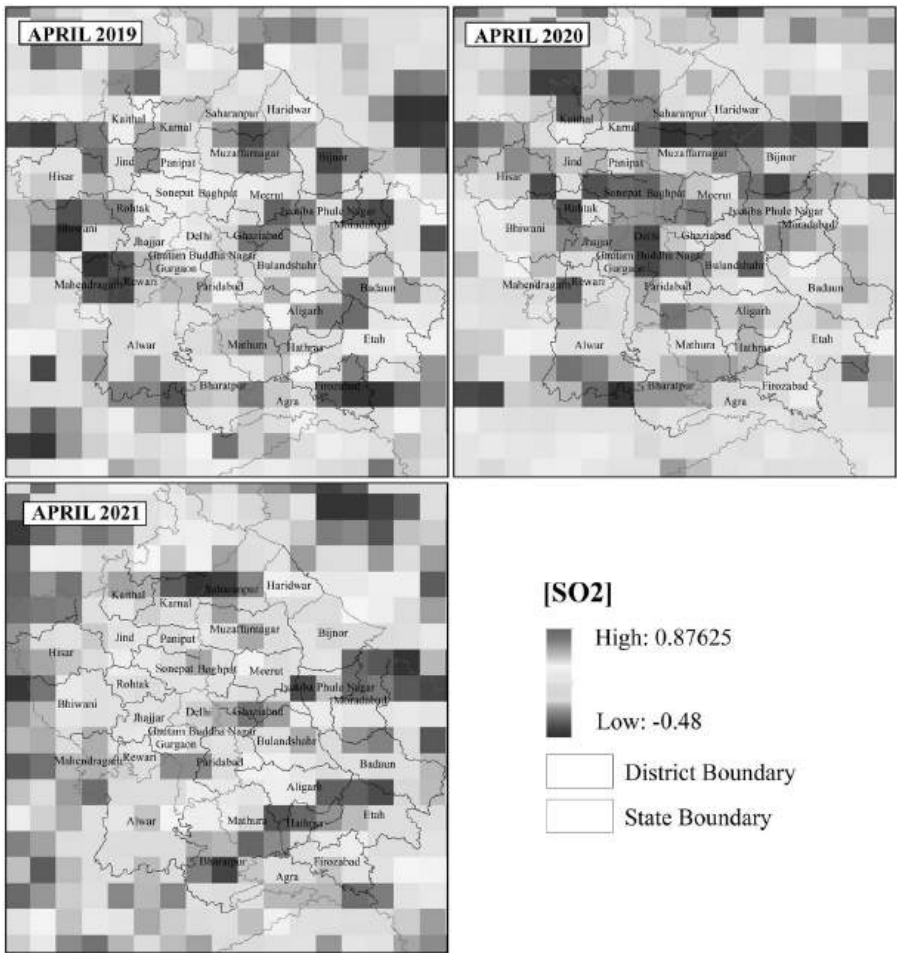 APRIL 2019
Saharanpur Haridwar
Kaithal
Karnal
Muzaffarnagar
Bijnor
Jind
Panipat
Hisar
Sonepat Baghpat
Meerut
Rohtak
Jyotiba Phule Nagar
Moradabad
Bhiwani
Jhajjar
Delhi
Ghaziabad
Gautam Buddha Nagar
Gurgaon
Bulandshahr
Mahendragarh
Rewari
Faridabad
Badaun
Aligarh
Alwar
Mathura
Hathras
Etah
Bharatpur
Firozabad
Agra
APRIL 2020
Saharanpur Haridwar
Kaithal
Karnal
Muzaffarnagar
Bijnor
Jind
Panipat
Hisar
Sonepat Baghpat
Meerut
Rohtak
Jyotiba Phule Nagar
Moradabad
Bhiwani
Jhajjar
Delhi
Ghaziabad
Gautam Buddha Nagar
Gurgaon
Bulandshahr
Mahendragarh
Rewari
Faridabad
Badaun
Aligarh
Alwar
Mathura
Hathras
Etah
Bharatpur
Firozabad
Agra
APRIL 2021
Saharanpur Haridwar
Kaithal
Karnal
Muzaffarnagar
Bijnor
Jind
Panipat
Hisar
Sonepat Baghpat
Meerut
Rohtak
Jyotiba Phule Nagar
Moradabad
Bhiwani
Jhajjar
Delhi
Ghaziabad
Gautam Buddha Nagar
Gurgaon
Bulandshahr
Mahendragarh
Rewari
Faridabad
Badaun
Aligarh
Alwar
Mathura
Hathras
Etah
Bharatpur
Firozabad
Agra
[SO2]
High: 0.87625
Low: -0.48
District Boundary
State Boundary